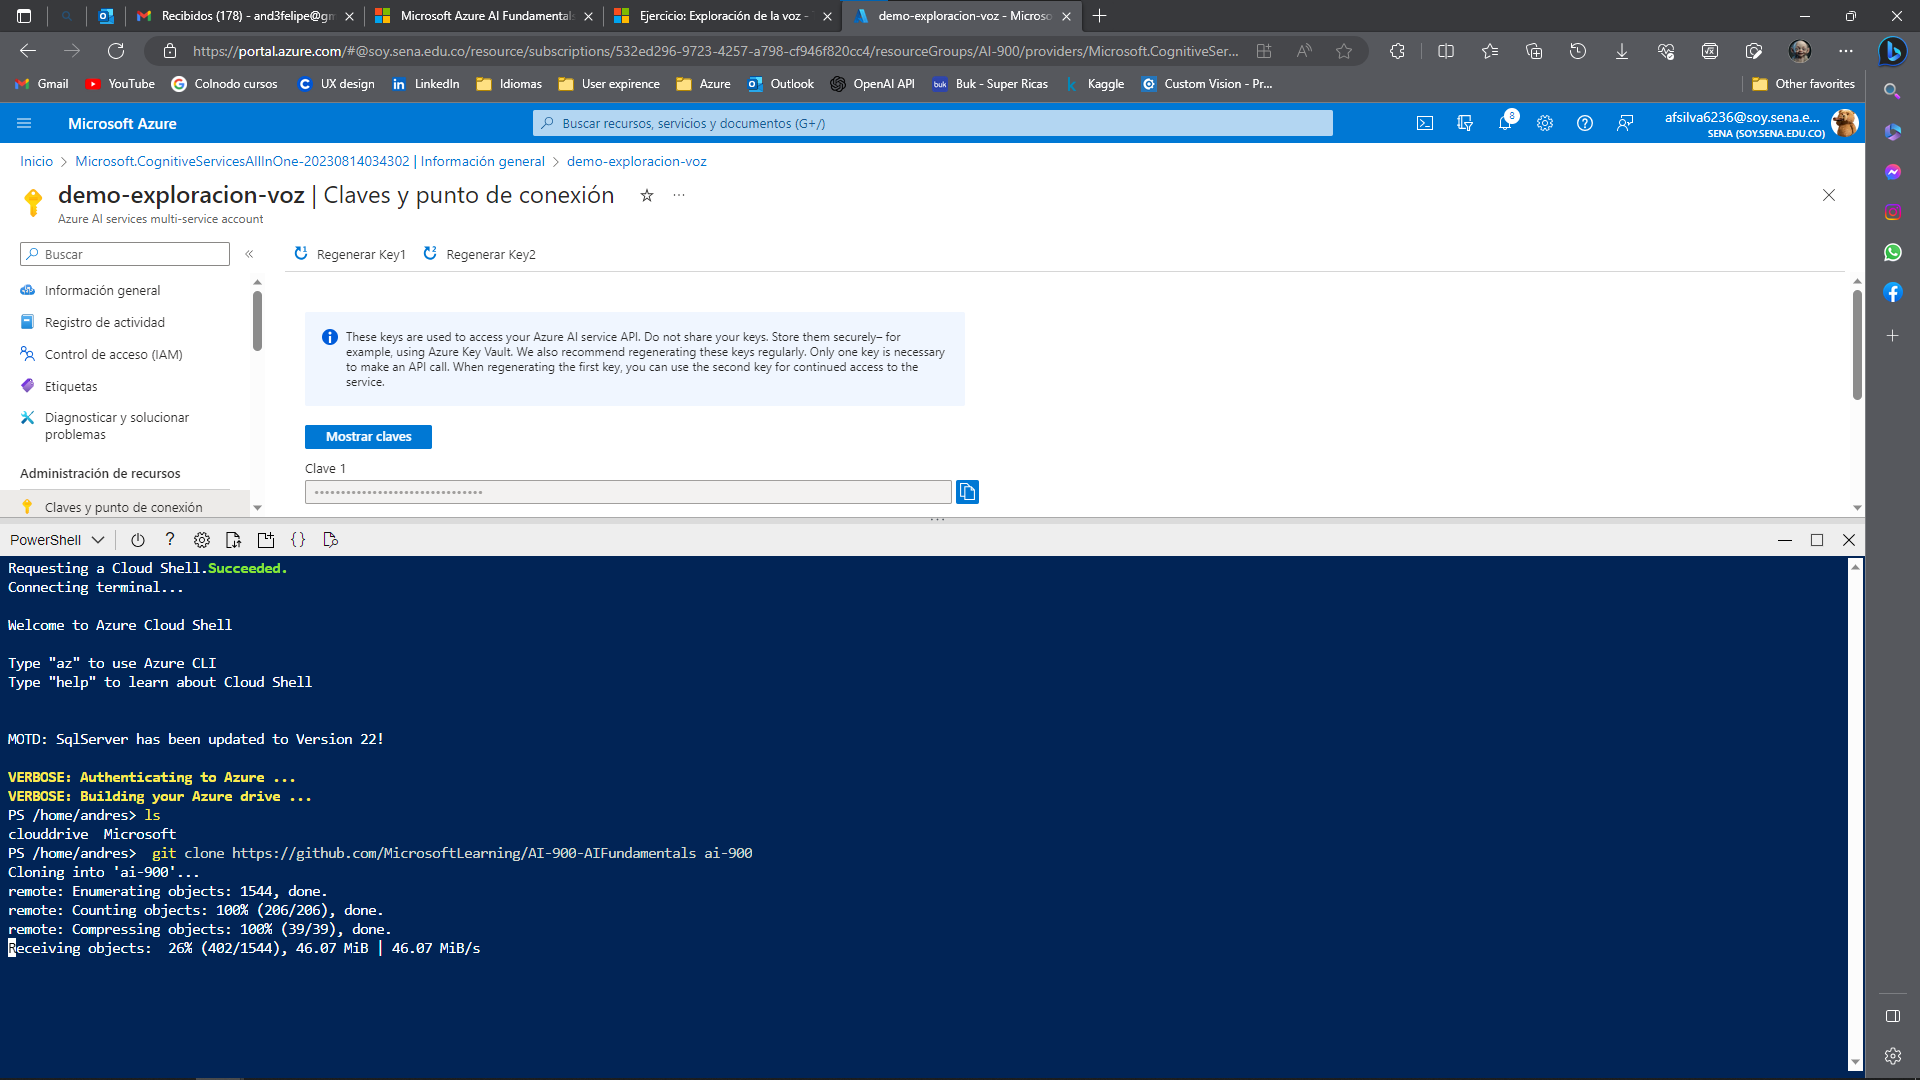 Recibidos (178) - and3felipe@gm
Microsoft Azure AI Fundamentals
Ejercicio: Exploración de la voz -
demo-exploracion-voz - Microso
https://portal.azure.com/#@soy.sena.edu.co/resource/subscriptions/532ed296-9723-4257-a798-cf946f820cc4/resourceGroups/AI-900/providers/Microsoft.CognitiveSer...
Gmail YouTube Colnodo cursos UX design LinkedIn Idiomas User expirence Azure Outlook OpenAI API Buk - Super Ricas Kaggle Custom Vision - Pr... Other favorites
Microsoft Azure
Buscar recursos, servicios y documentos (G+/)
8
afsilva6236@soy.sena.e...
SENA (SOY.SENA.EDU.CO)
Inicio > Microsoft.CognitiveServicesAllInOne-20230814034302 | Información general > demo-exploracion-voz
demo-exploracion-voz | Claves y punto de conexión
Azure AI services multi-service account
Buscar
Regenerar Key1 Regenerar Key2
Información general
Registro de actividad
Control de acceso (IAM)
Etiquetas
Diagnosticar y solucionar
problemas
Administración de recursos
Claves y punto de conexión
These keys are used to access your Azure AI service API. Do not share your keys. Store them securely– for
example, using Azure Key Vault. We also recommend regenerating these keys regularly. Only one key is necessary
to make an API call. When regenerating the first key, you can use the second key for continued access to the
service.
Mostrar claves
Clave 1
PowerShell
Requesting a Cloud Shell.Succeeded.
Connecting terminal...
Welcome to Azure Cloud Shell
Type "az" to use Azure CLI
Type "help" to learn about Cloud Shell
MOTD: SqlServer has been updated to Version 22!
VERBOSE: Authenticating to Azure ...
VERBOSE: Building your Azure drive ...
PS /home/andres> ls
clouddrive  Microsoft
PS /home/andres>  git clone https://github.com/MicrosoftLearning/AI-900-AIFundamentals ai-900
Cloning into 'ai-900'...
remote: Enumerating objects: 1544, done.
remote: Counting objects: 100% (206/206), done.
remote: Compressing objects: 100% (39/39), done.
Receiving objects:  26% (402/1544), 46.07 MiB | 46.07 MiB/s